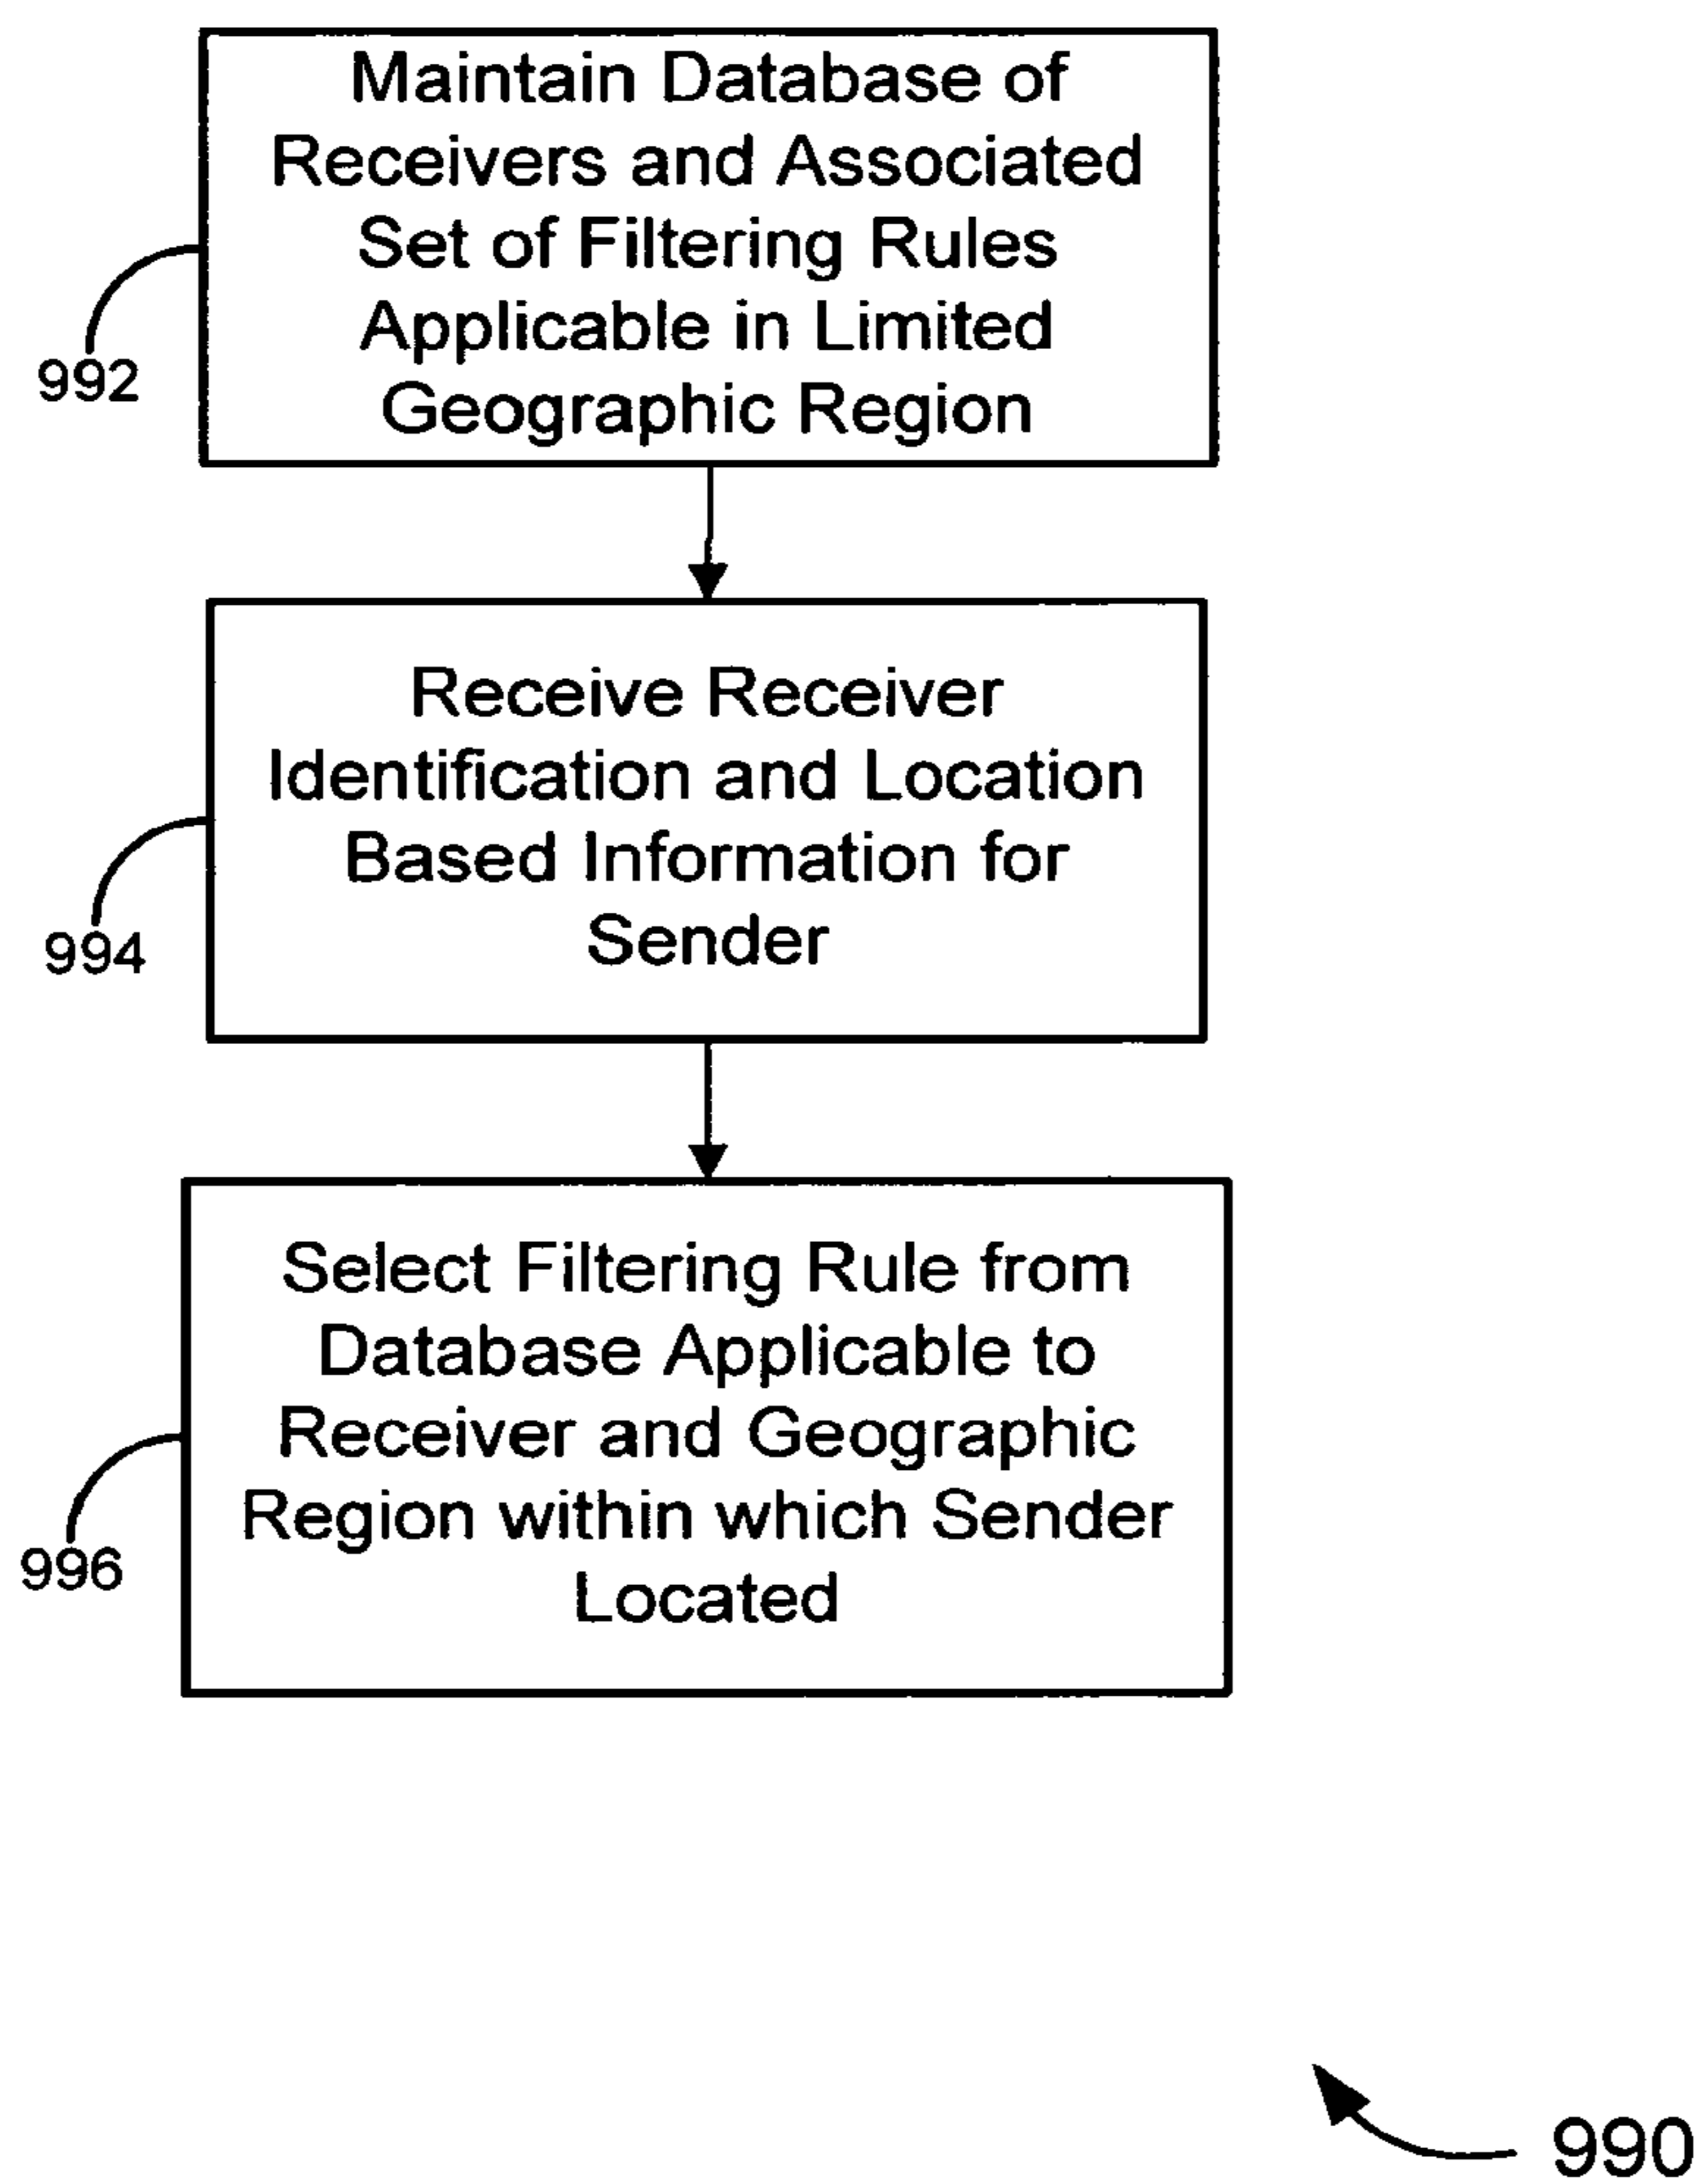 Maintain Database of
Receivers and Associated
Set of Filtering Rules
Applicable in Limited
Geographic Region
992
Receive Receiver
Identification and Location
Based Information for
Sender
994
Select Filtering Rule from
Database Applicable to
Receiver and Geographic
Region within which Sender
Located
996
990